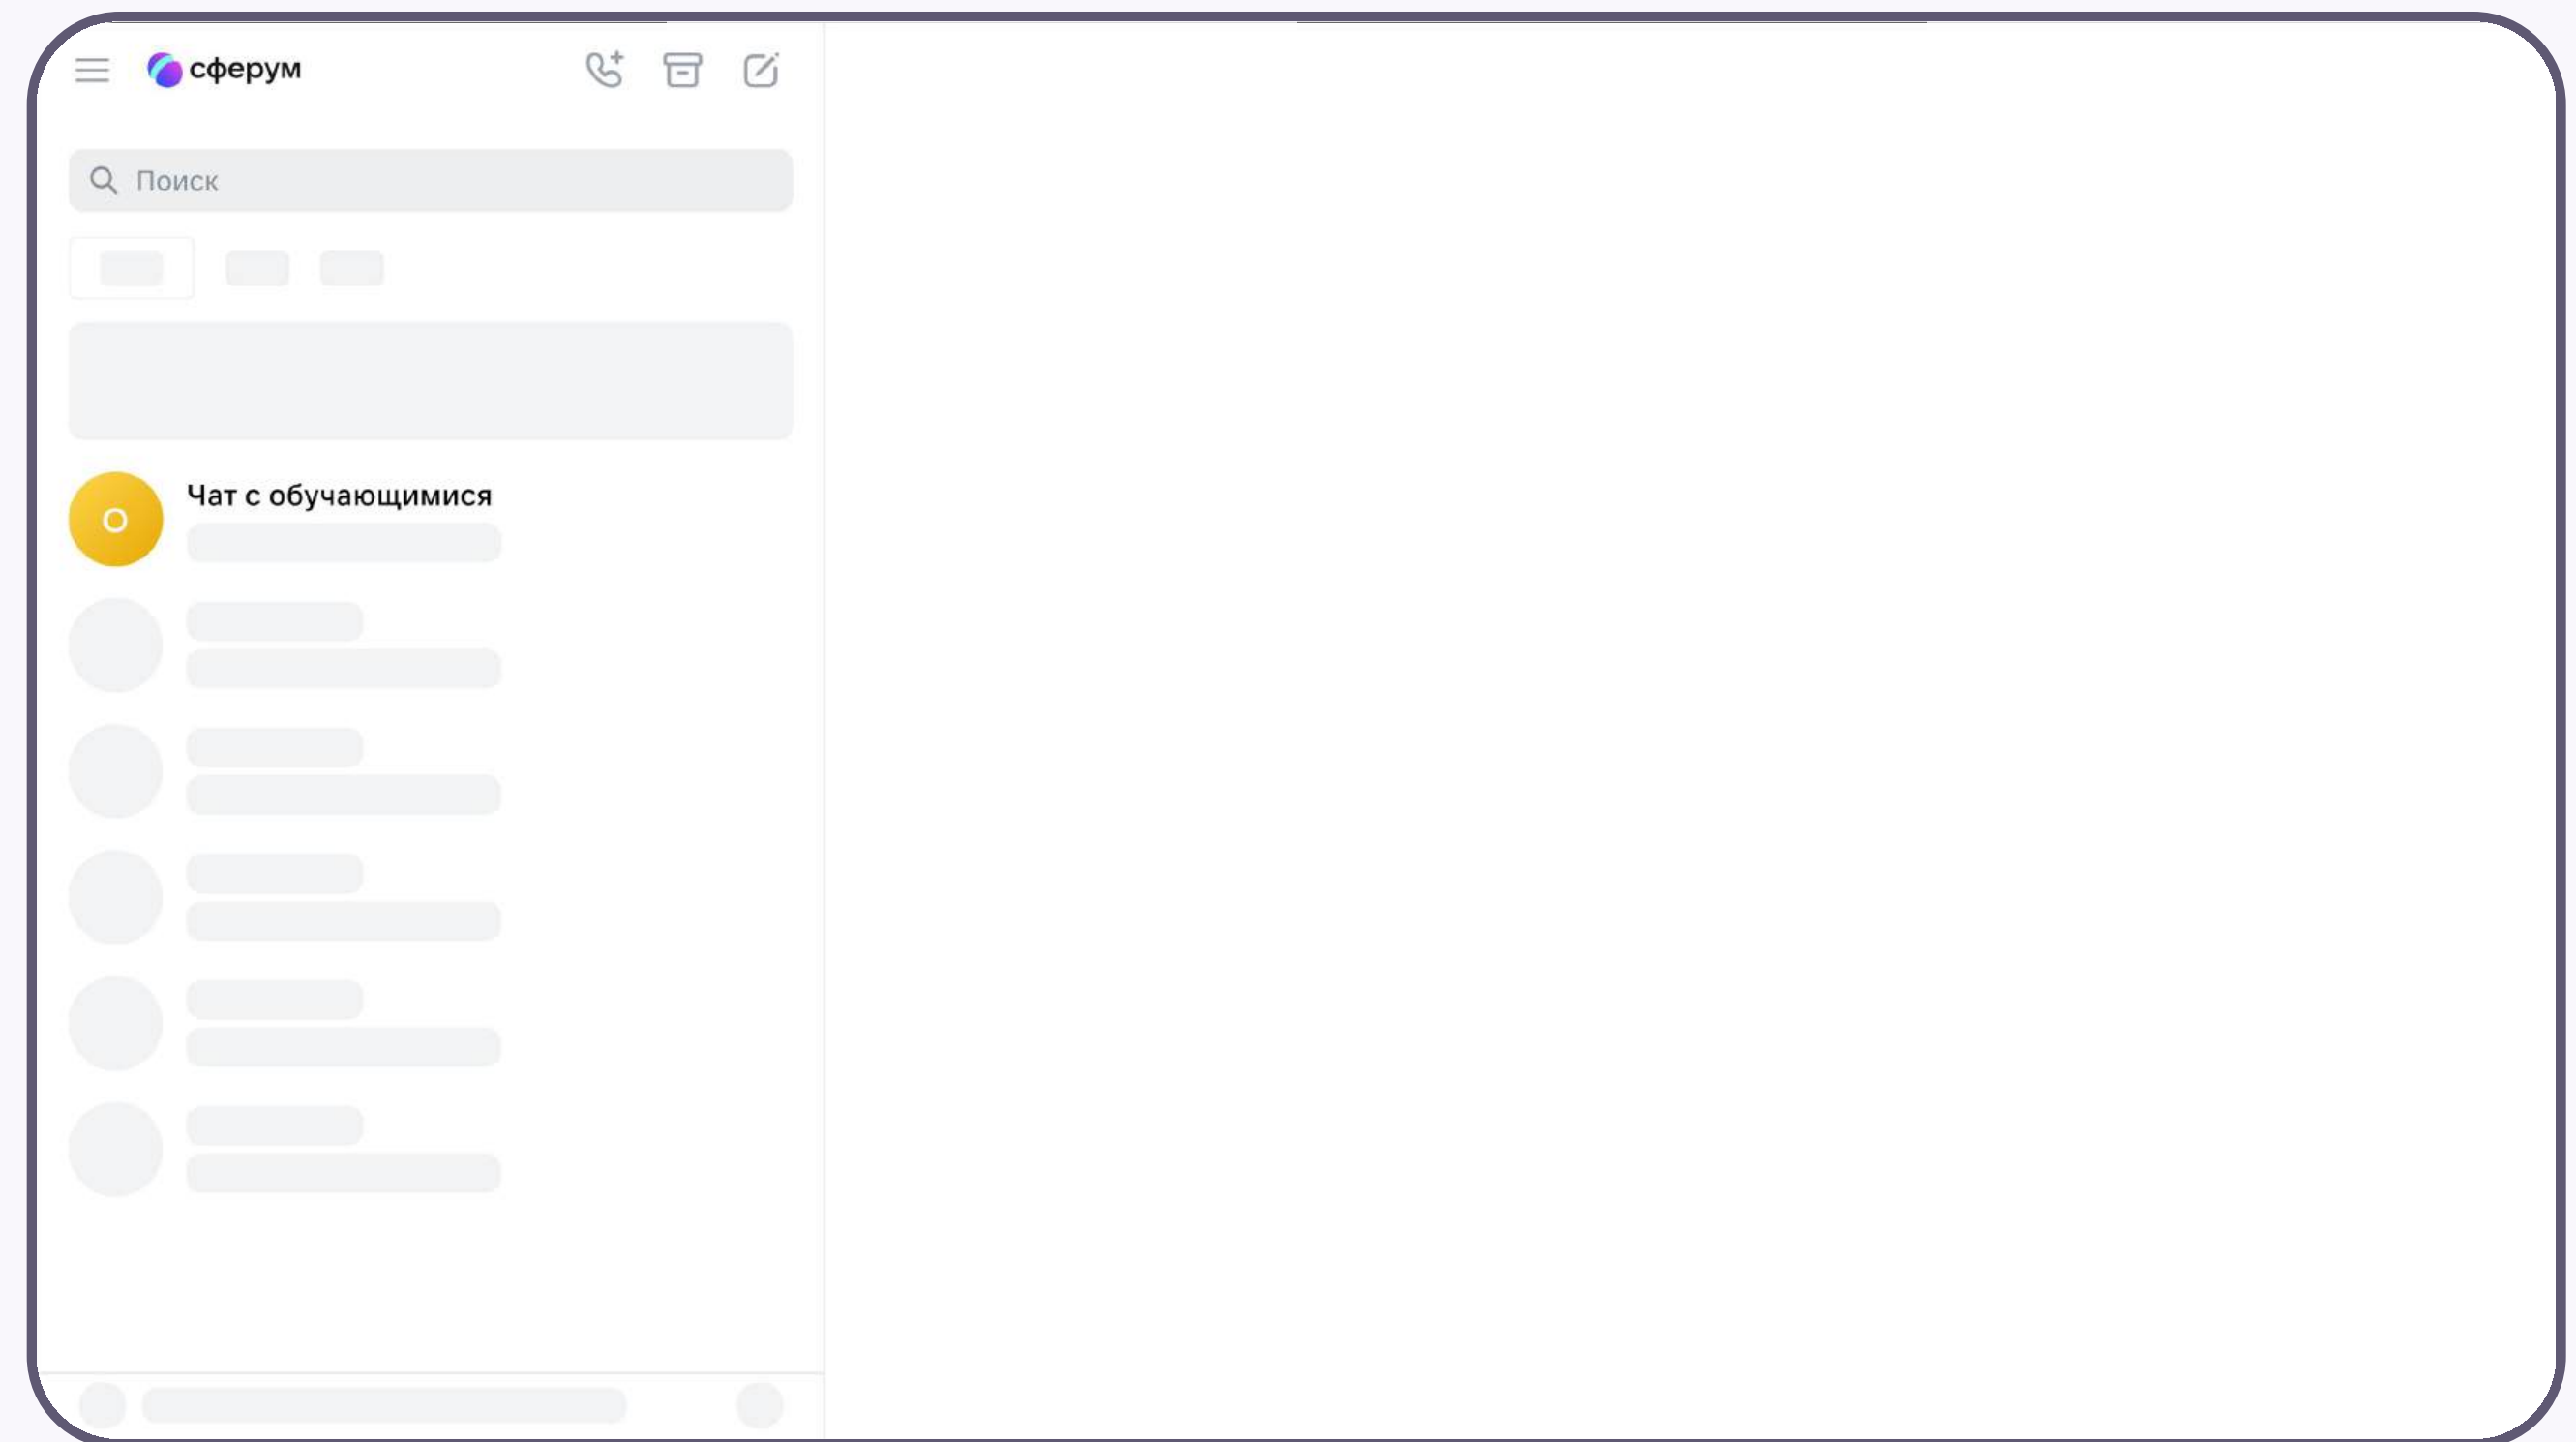 сферум
Поиск
Чат с обучающимися
О